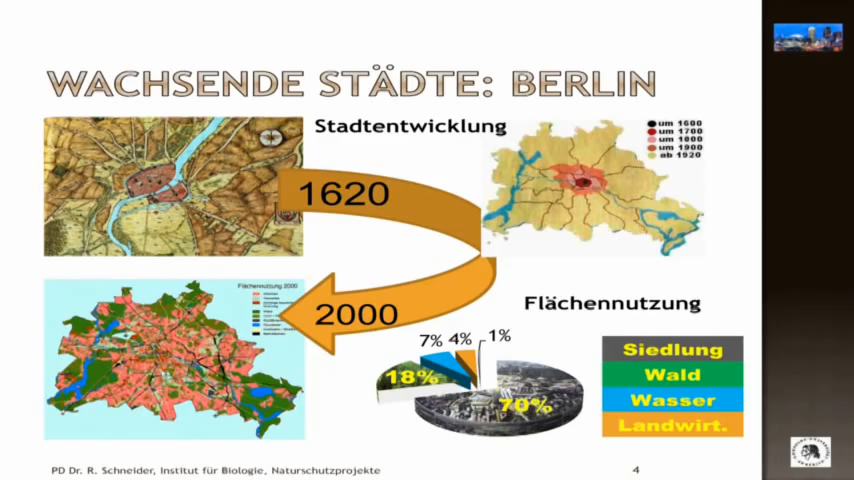 WACHSENDE STÄDTE: BERLIN
Stadtentwicklung
um 1600
um 1700
um 1800
um 1900
ab 1920
1620
2000
Flächennutzung 2000
Flächennutzung
7% 4% 1%
18%
70%
Siedlung
Wald
Wasser
Landwirt.
PD Dr. R. Schneider, Institut für Biologie, Naturschutzprojekte
4